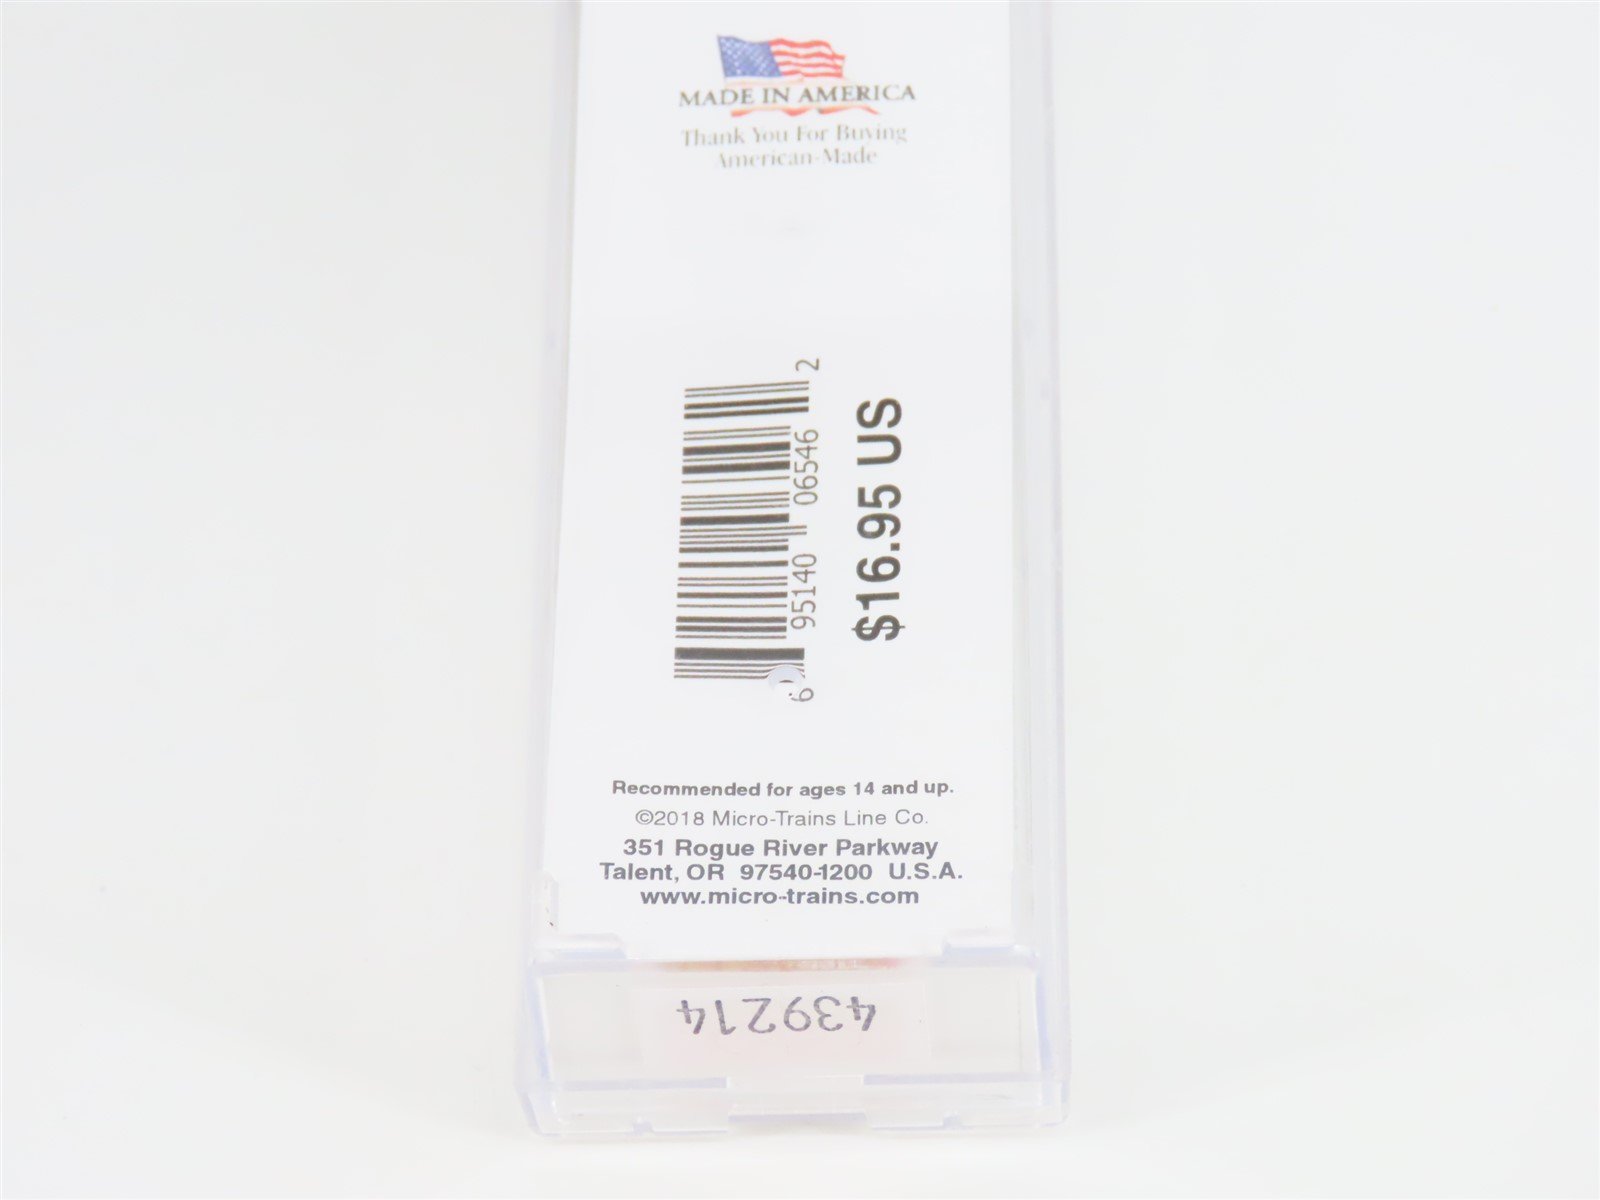 MADE IN AMERICA
Thank You For Buying
American-Made
6 95140 06546 2
$16.95 US
Recommended for ages 14 and up.
©2018 Micro-Trains Line Co.
351 Rogue River Parkway
Talent, OR 97540-1200 U.S.A.
www.micro-trains.com
439214